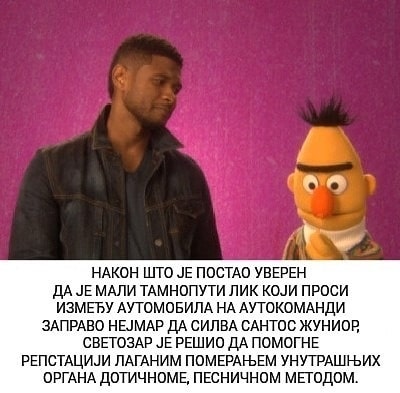 НАКОН ШТО ЈЕ ПОСТАО УВЕРЕН
ДА ЈЕ МАЛИ ТАМНОПУТИ ЛИК КОЈИ ПРОСИ
ИЗМЕЂУ АУТОМОБИЛА НА АУТОКОМАНДИ
ЗАПРАВО НЕЈМАР ДА СИЛВА САНТОС ЖУНИОР,
СВЕТОЗАР ЈЕ РЕШИО ДА ПОМОГНЕ
РЕПСТАЦИЈИ ЛАГАНИМ ПОМЕРАЊЕМ УНУТРАШЊИХ
ОРГАНА ДОТИЧНОМЕ, ПЕСНИЧНОМ МЕТОДОМ.